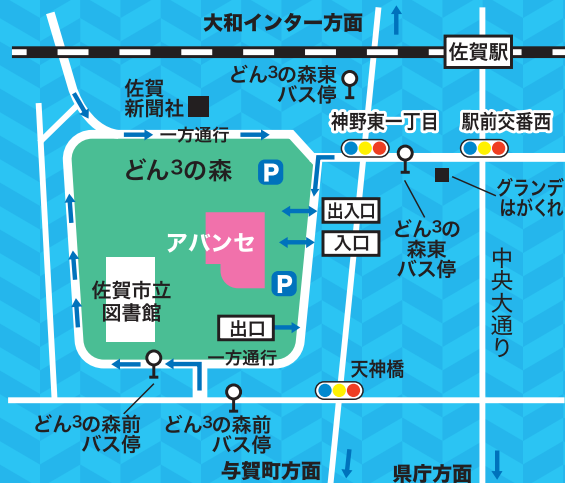 大和インター方面
佐賀駅
どん3の森東
バス停
佐賀
新聞社
神野東一丁目
駅前交番西
一方通行
どん3の森
P
グランデ
はがくれ
出入口
どん3の
森東
バス停
アバンセ
入口
中央大通り
P
佐賀市立
図書館
出口
一方通行
天神橋
どん3の森前
バス停
どん3の森前
バス停
与賀町方面
県庁方面